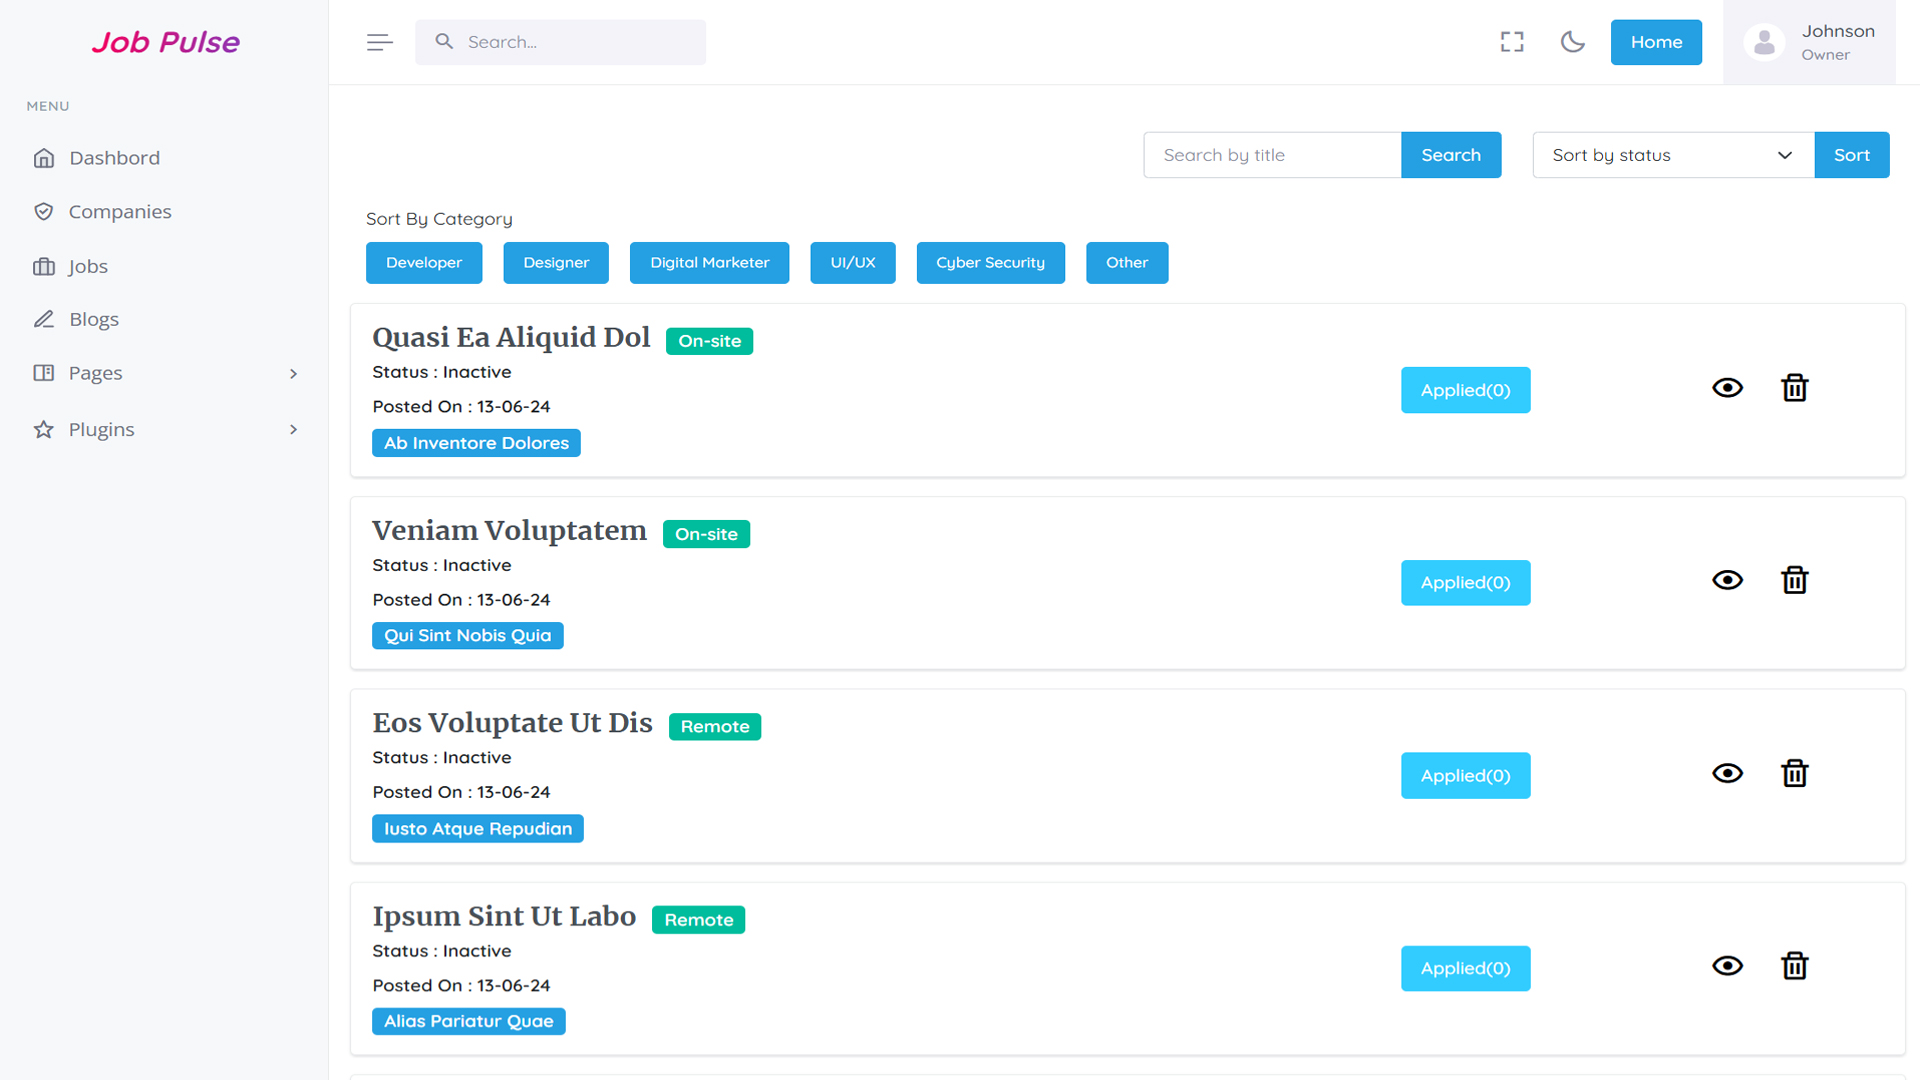 Job Pulse
Search...
Home
Johnson
Owner
MENU
Dashbord
Companies
Jobs
Blogs
Pages
Plugins
Search by title
Search
Sort by status
Sort
Sort By Category
Developer
Designer
Digital Marketer
UI/UX
Cyber Security
Other
Quasi Ea Aliquid Dol
On-site
Status : Inactive
Posted On : 13-06-24
Ab Inventore Dolores
Applied(0)
Veniam Voluptatem
On-site
Status : Inactive
Posted On : 13-06-24
Qui Sint Nobis Quia
Applied(0)
Eos Voluptate Ut Dis
Remote
Status : Inactive
Posted On : 13-06-24
Iusto Atque Repudian
Applied(0)
Ipsum Sint Ut Labo
Remote
Status : Inactive
Posted On : 13-06-24
Alias Pariatur Quae
Applied(0)